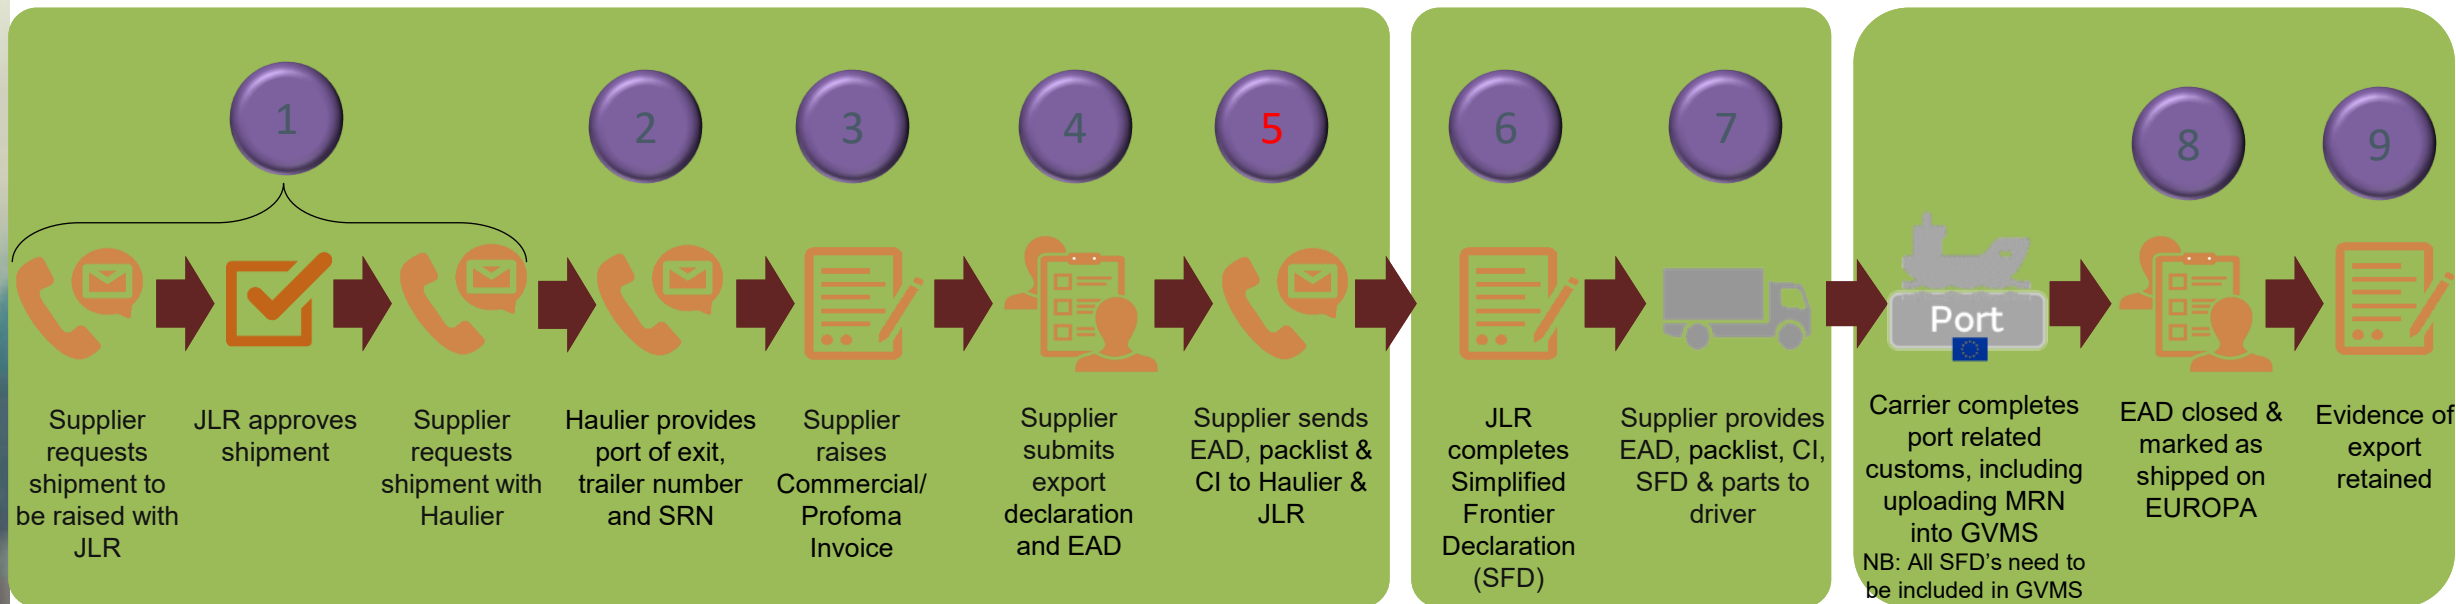 1
2
3
4
5
6
7
8
9
Supplier
requests
shipment to
be raised with
JLR
JLR approves
shipment
Supplier
requests
shipment with
Haulier
Haulier provides
port of exit,
trailer number
and SRN
Supplier
raises
Commercial/
Profoma
Invoice
Supplier
submits
export
declaration
and EAD
Supplier sends
EAD, packlist &
CI to Haulier &
JLR
JLR
completes
Simplified
Frontier
Declaration
(SFD)
Supplier provides
EAD, packlist, CI,
SFD & parts to
driver
Port
Carrier completes
port related
customs, including
uploading MRN
into GVMS
NB: All SFD's need to
be included in GVMS
EAD closed &
marked as
shipped on
EUROPA
Evidence of
export
retained